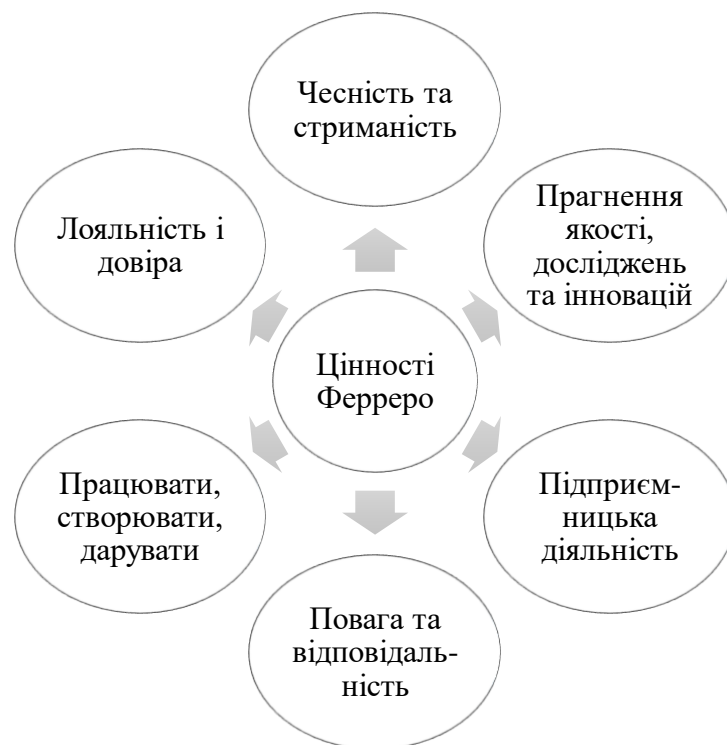 Чесність та
стриманість
Прагнення
якості,
досліджень
та інновацій
Лояльність і
довіра
Цінності
Ферреро
Працювати,
створювати,
дарувати
Підприєм-
ницька
діяльність
Повага та
відповідаль-
ність